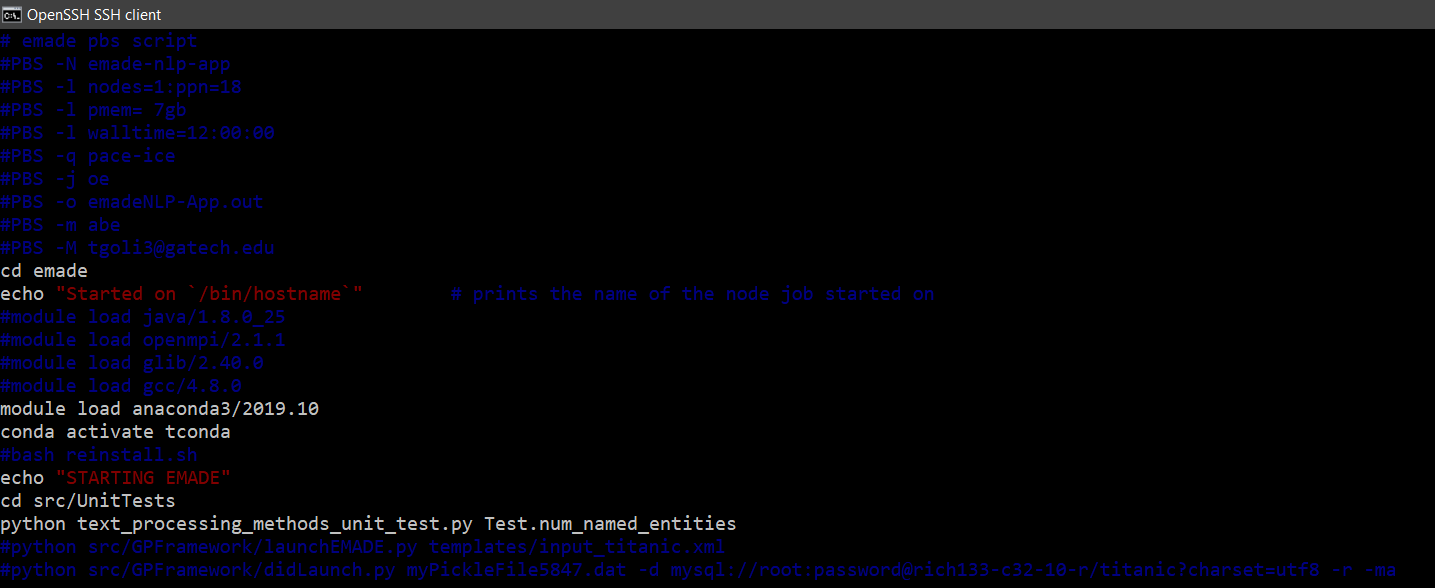 OpenSSH SSH client
# emade pbs script
#PBS -N emade-nlp-app
#PBS -l nodes=1:ppn=18
#PBS -l pmem= 7gb
#PBS -l walltime=12:00:00
#PBS -q pace-ice
#PBS -j oe
#PBS -o emadeNLP-App.out
#PBS -m abe
#PBS -M tgoli3@gatech.edu
cd emade
echo "Started on `/bin/hostname`"        # prints the name of the node job started on
#module load java/1.8.0_25
#module load openmpi/2.1.1
#module load glib/2.40.0
#module load gcc/4.8.0
module load anaconda3/2019.10
conda activate tconda
#bash reinstall.sh
echo "STARTING EMADE"
cd src/UnitTests
python text_processing_methods_unit_test.py Test.num_named_entities
#python src/GPFramework/launchEMADE.py templates/input_titanic.xml
#python src/GPFramework/didLaunch.py myPickleFile5847.dat -d mysql://root:password@rich133-c32-10-r/titanic?charset=utf8 -r -ma